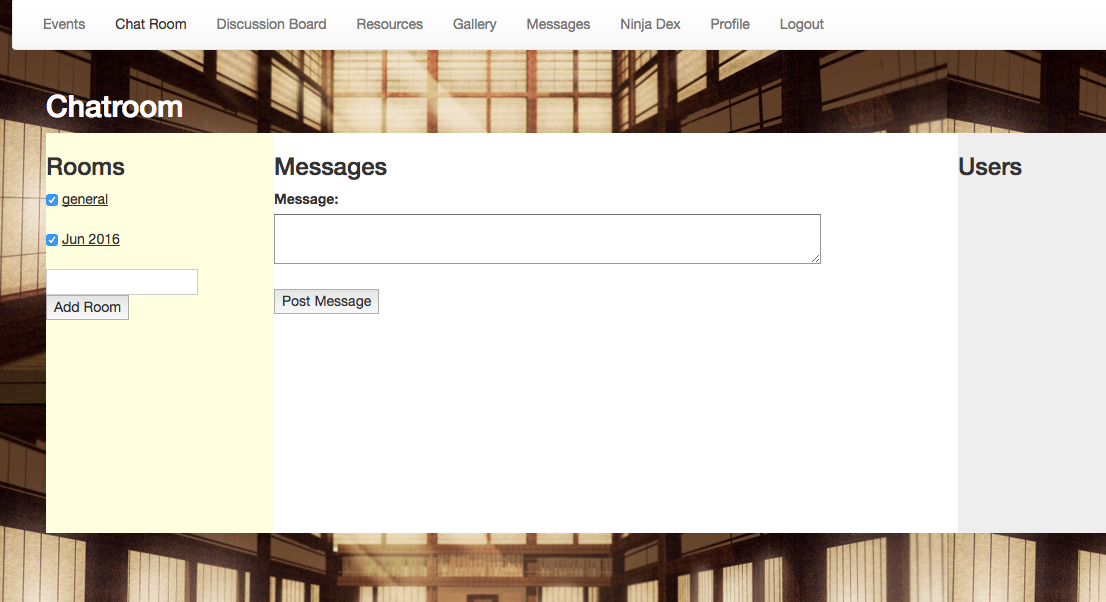 Events Chat Room Discussion Board Resources Gallery Messages Ninja Dex Profile Logout
Chatroom
Rooms
general
Jun 2016
Add Room
Messages
Message:
Post Message
Users